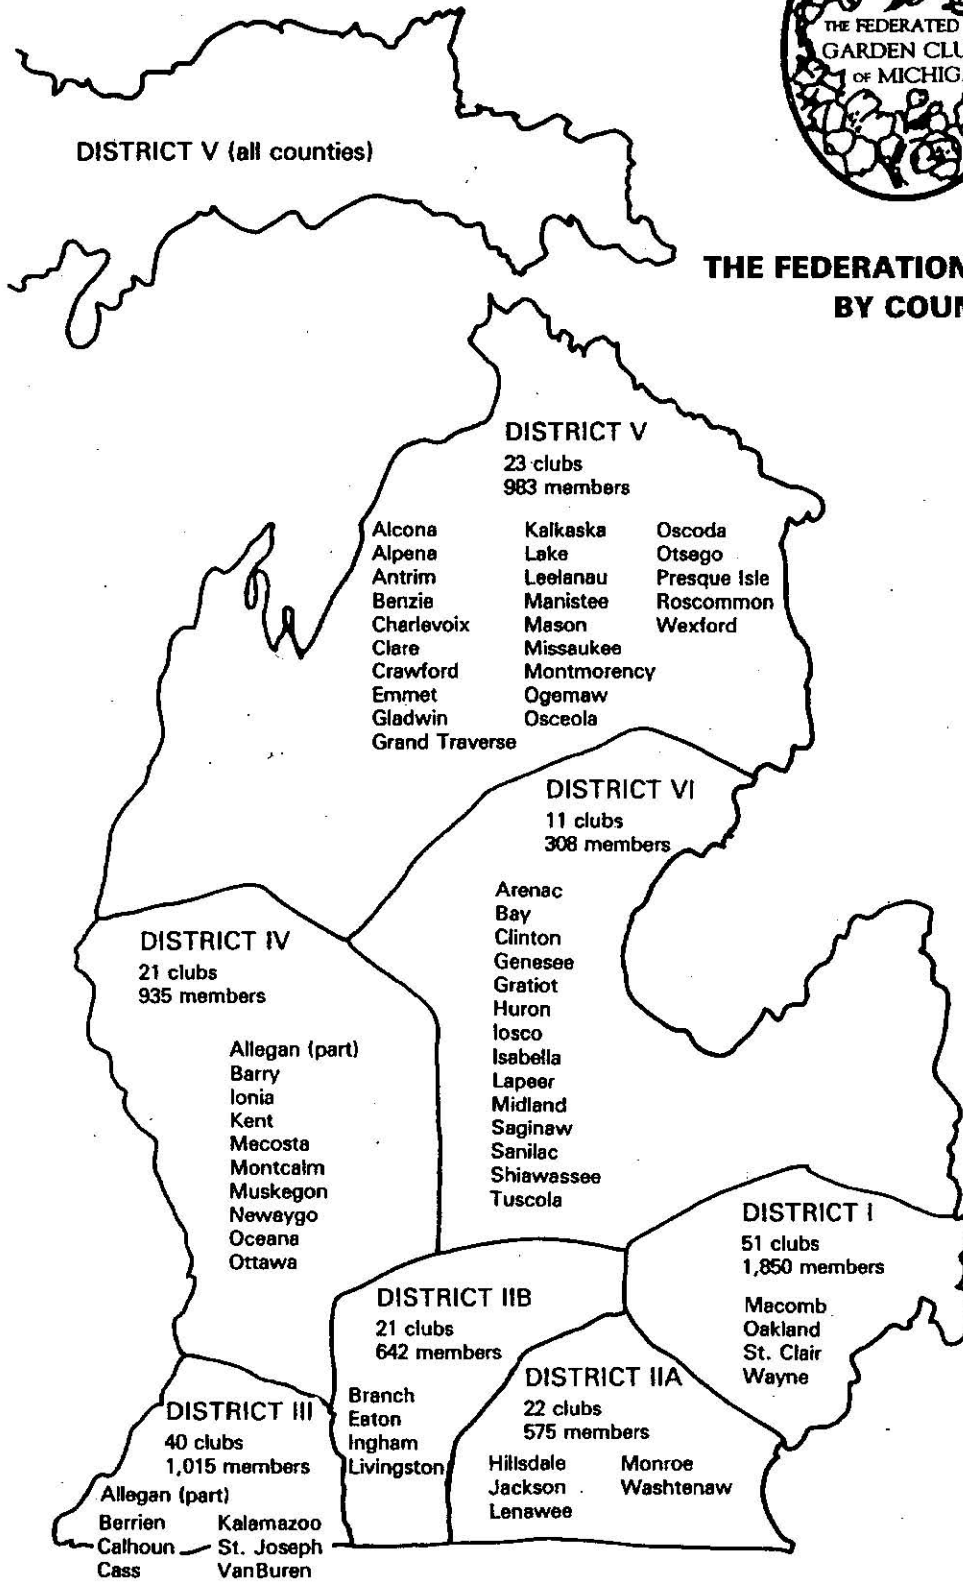 THE FEDERATED
GARDEN CLU
OF MICHIG
DISTRICT V (all counties)
THE FEDERATION
BY COUN
DISTRICT V
23 clubs
983 members
Alcona Kalkaska Oscoda
Alpena Lake Otsego
Antrim Leelanau Presque Isle
Benzie Manistee Roscommon
Charlevoix Mason Wexford
Clare Missaukee
Crawford Montmorency
Emmet Ogemaw
Gladwin Osceola
Grand Traverse
DISTRICT VI
11 clubs
308 members
Arenac
Bay
Clinton
Genesee
Gratiot
Huron
Iosco
Isabella
Lapeer
Midland
Saginaw
Sanilac
Shiawassee
Tuscola
DISTRICT IV
21 clubs
935 members
Allegan (part)
Barry
Ionia
Kent
Mecosta
Montcalm
Muskegon
Newaygo
Oceana
Ottawa
DISTRICT I
51 clubs
1,850 members
Macomb
Oakland
St. Clair
Wayne
DISTRICT IIB
21 clubs
642 members
Branch
Eaton
Ingham
Livingston
DISTRICT IIA
22 clubs
575 members
Hillsdale Monroe
Jackson Washtenaw
Lenawee
DISTRICT III
40 clubs
1,015 members
Allegan (part)
Berrien Kalamazoo
Calhoun St. Joseph
Cass VanBuren